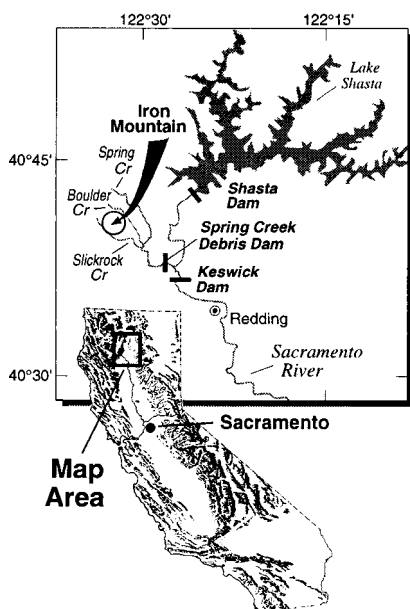 122°30'
122°15'
Lake
Shasta
Iron
Mountain
40°45'
Spring
Cr
Boulder
Cr
Shasta
Dam
Spring Creek
Debris Dam
Slickrock
Cr
Keswick
Dam
Redding
Sacramento
River
40°30'
Sacramento
Map
Area